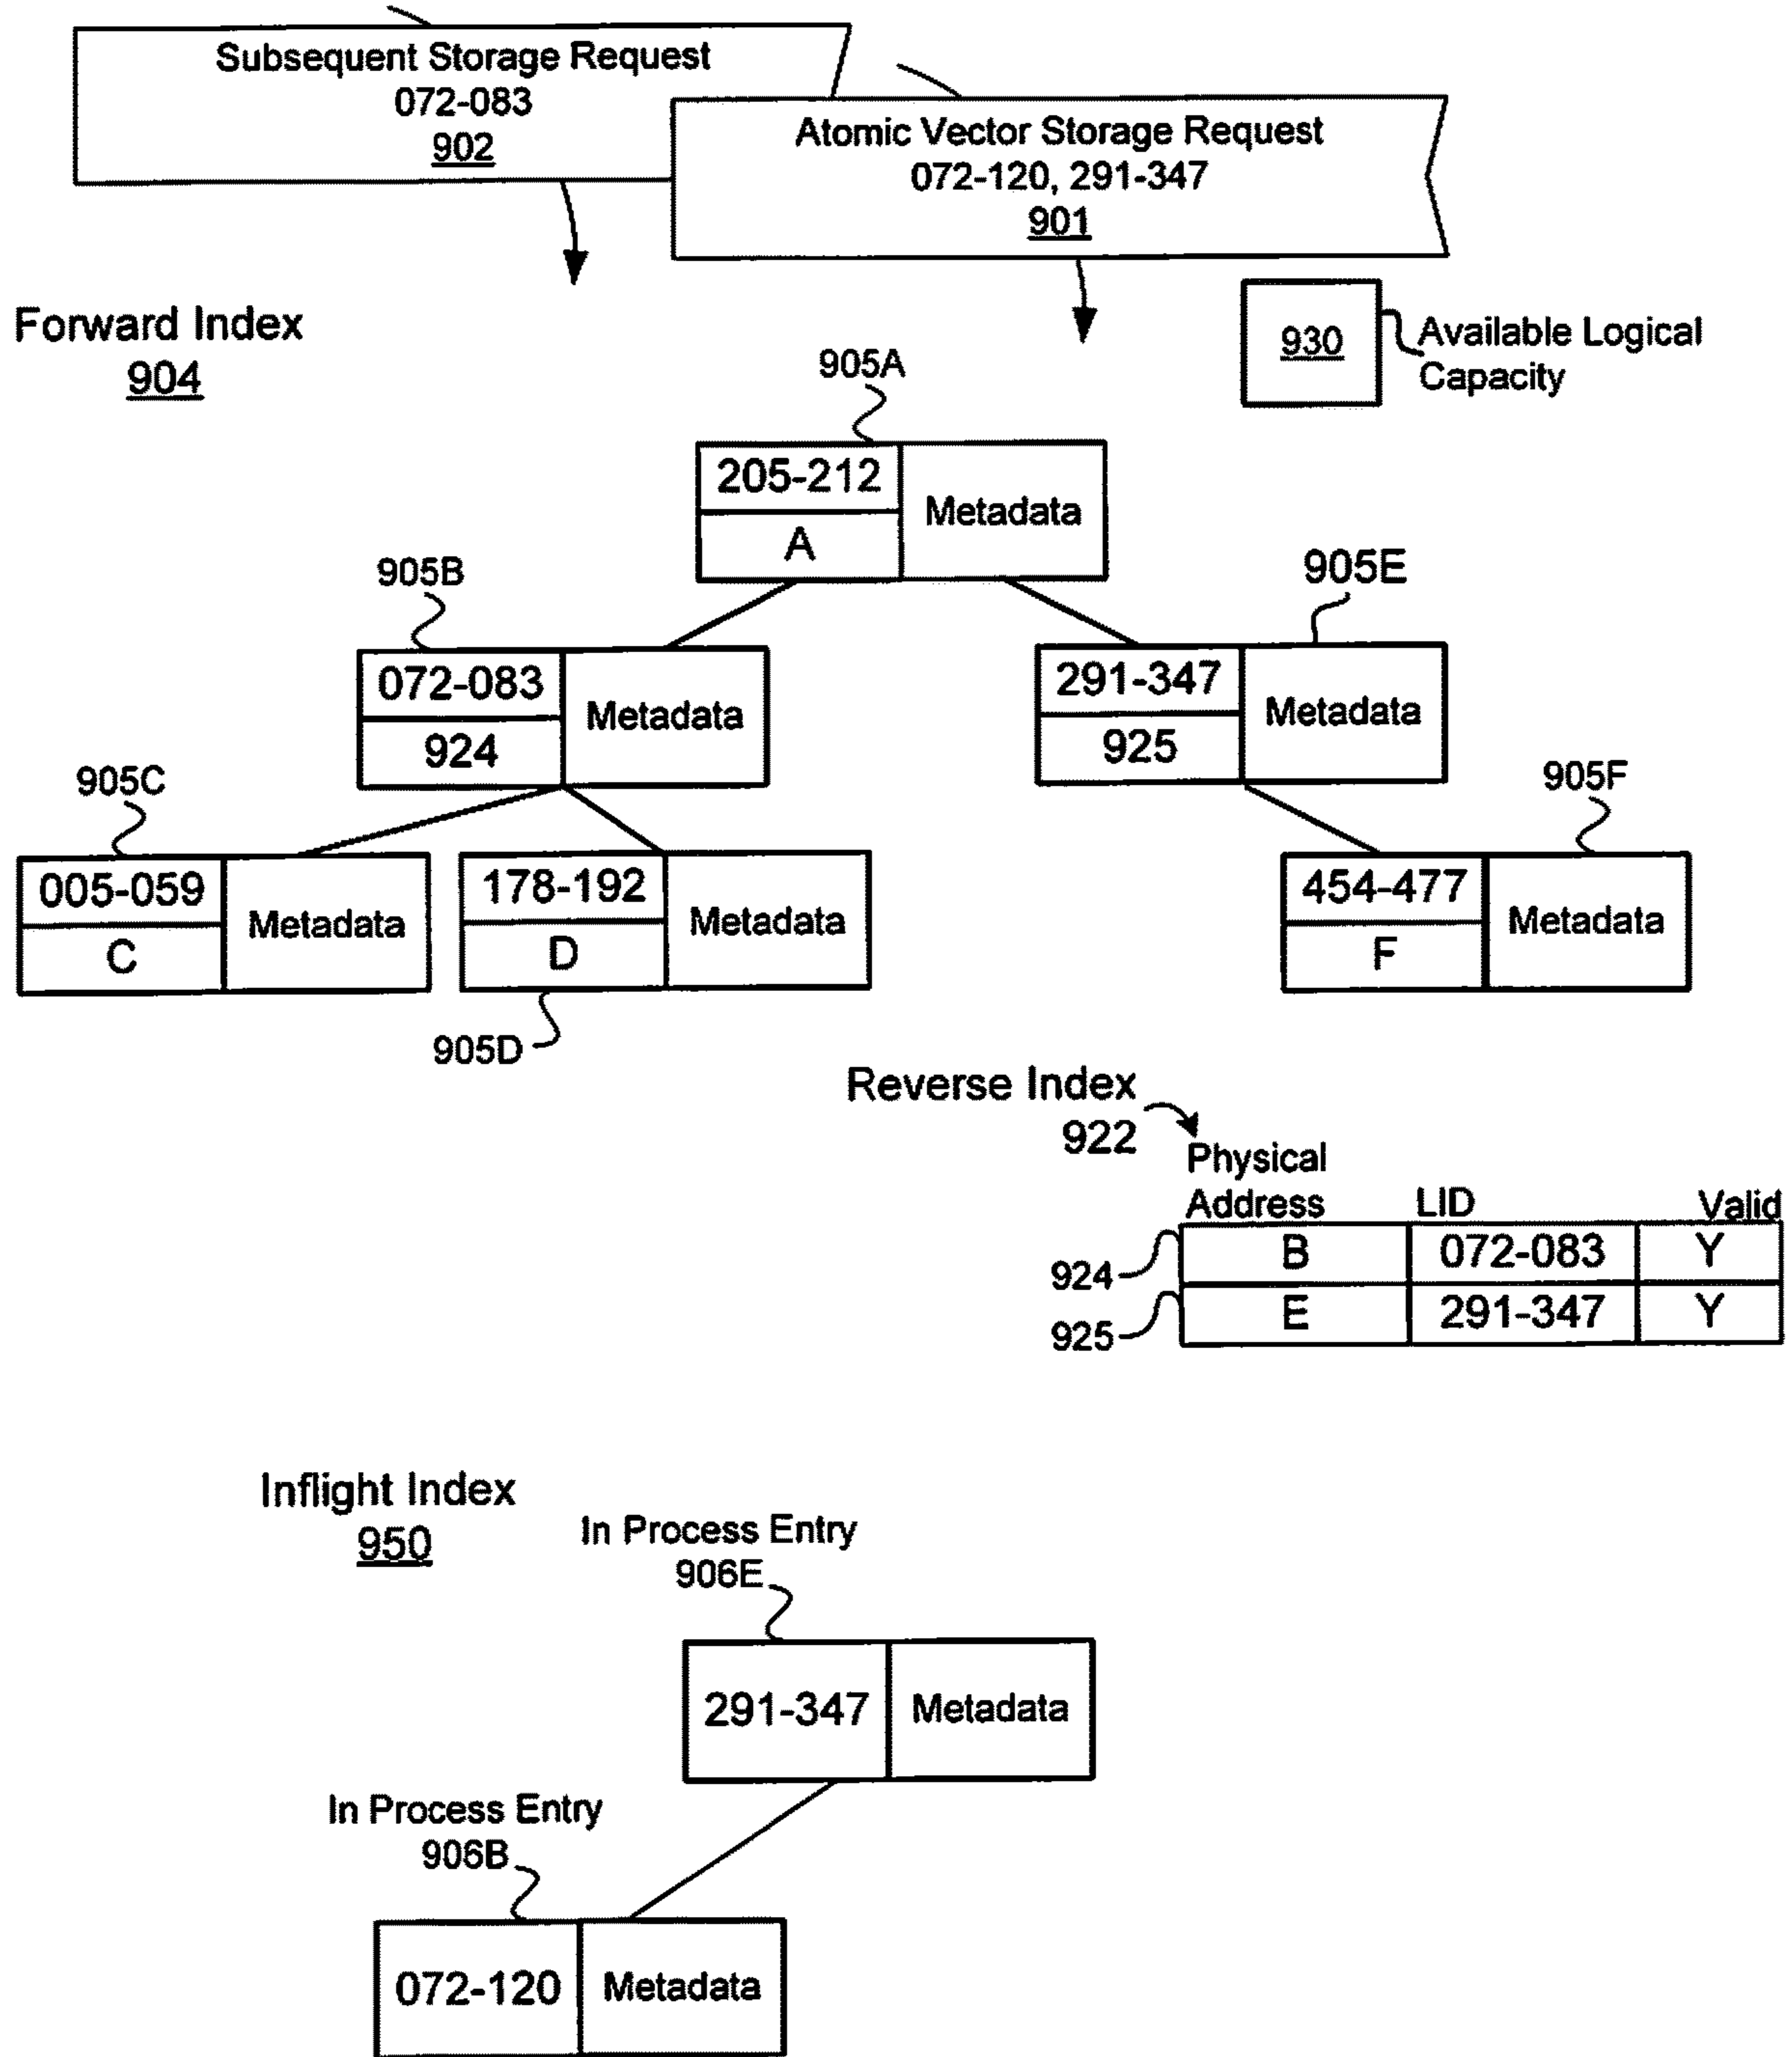 Subsequent Storage Request
072-083
902
Atomic Vector Storage Request
072-120, 291-347
901
Forward Index
904
930
Available Logical
Capacity
905A
205-212
A
Metadata
905B
072-083
924
Metadata
905E
291-347
925
Metadata
905C
005-059
C
Metadata
178-192
D
Metadata
905D
905F
454-477
F
Metadata
Reverse Index
922
Physical
Address LID Valid
924 B 072-083 Y
925 E 291-347 Y
Inflight Index
950
In Process Entry
906E
291-347 Metadata
In Process Entry
906B
072-120 Metadata